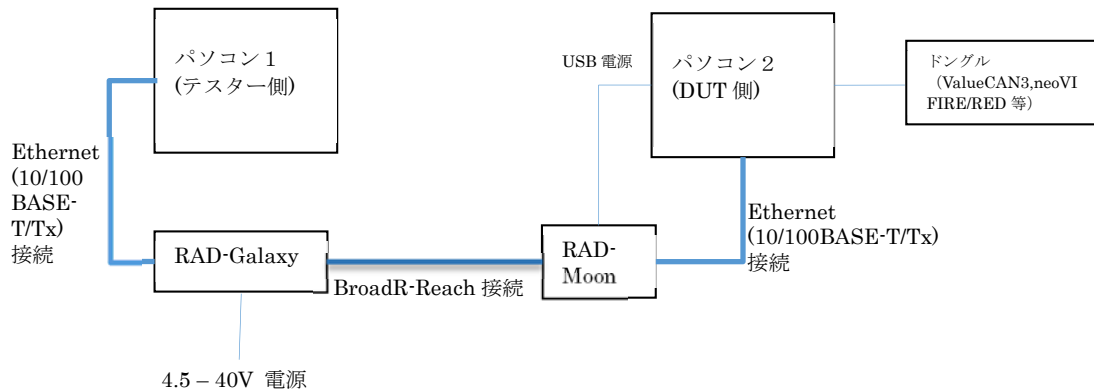 パソコン１
(テスター側)
USB 電源
パソコン２
(DUT 側)
ドングル
（ValueCAN3,neoVI
FIRE/RED 等）
Ethernet
(10/100
BASE-
T/Tx)
接続
RAD-Galaxy
BroadR-Reach 接続
RAD-
Moon
Ethernet
(10/100BASE-T/Tx)
接続
4.5 – 40V 電源